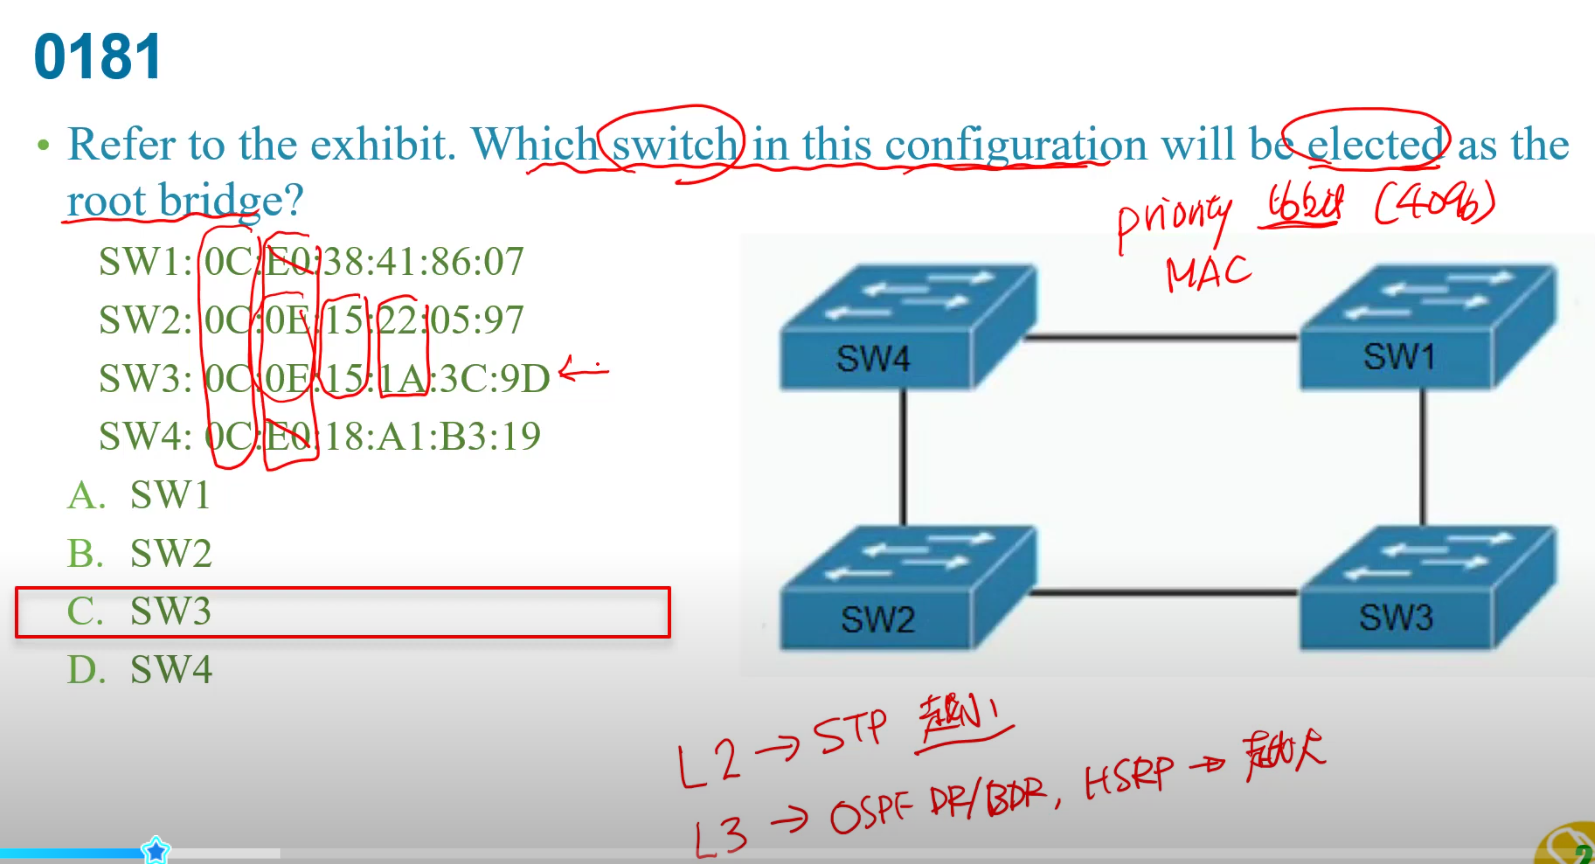 0181
• Refer to the exhibit. Which switch in this configuration will be elected as the
root bridge?
priority 16bit (4096)
MAC
SW1: 0C:E0:38:41:86:07
SW2: 0C:0E:15:22:05:97
SW3: 0C:0E:15:1A:3C:9D
SW4: 0C:E0:18:A1:B3:19
A. SW1
B. SW2
C. SW3
D. SW4
SW4
SW1
SW2
SW3
L2 → STP 越小
L3 → OSPF DR/BDR, HSRP → 越大
2